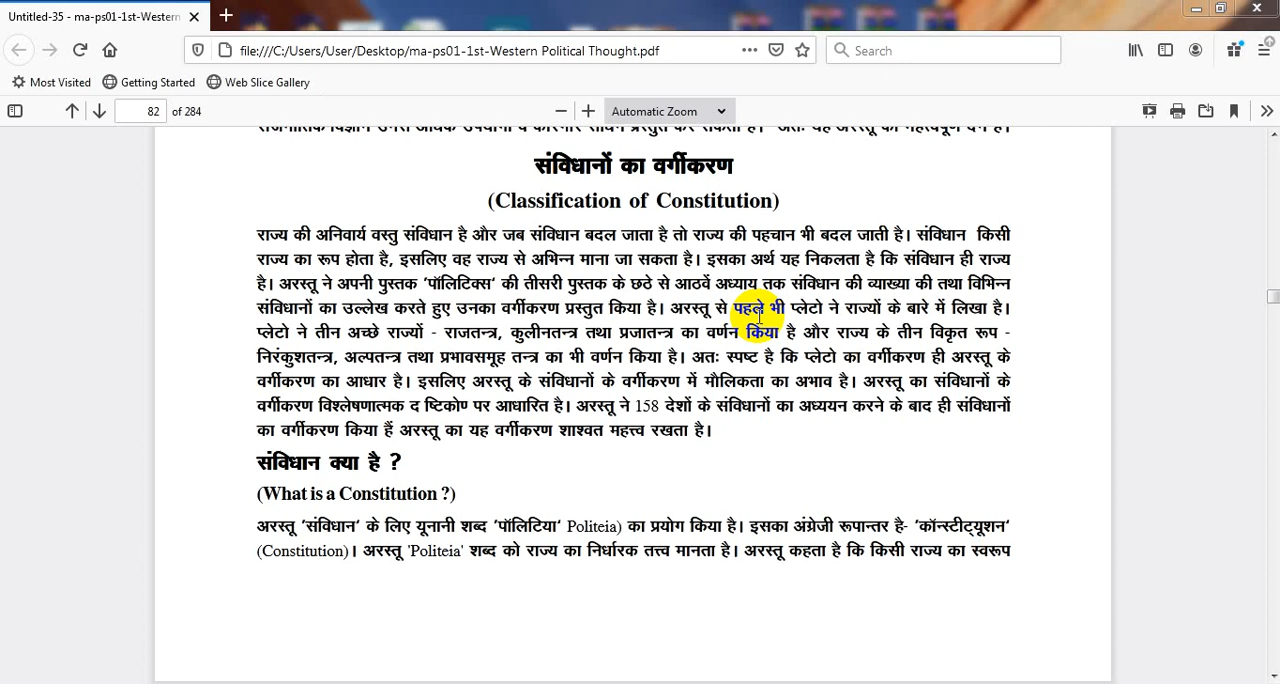 Untitled-35 - ma-ps01-1st-Western
file:///C:/Users/User/Desktop/ma-ps01-1st-Western Political Thought.pdf
Search
Most Visited Getting Started Web Slice Gallery
82 of 284 Automatic Zoom
संविधानों का वर्गीकरण
(Classification of Constitution)
राज्य की अनिवार्य वस्तु संविधान है और जब संविधान बदल जाता है तो राज्य की पहचान भी बदल जाती है। संविधान किसी
राज्य का रूप होता है, इसलिए वह राज्य से अभिन्न माना जा सकता है। इसका अर्थ यह निकलता है कि संविधान ही राज्य
है। अरस्तू ने अपनी पुस्तक 'पॉलिटिक्स' की तीसरी पुस्तक के छठे से आठवें अध्याय तक संविधान की व्याख्या की तथा विभिन्न
संविधानों का उल्लेख करते हुए उनका वर्गीकरण प्रस्तुत किया है। अरस्तू से पहले भी प्लेटो ने राज्यों के बारे में लिखा है।
प्लेटो ने तीन अच्छे राज्यों - राजतन्त्र, कुलीनतन्त्र तथा प्रजातन्त्र का वर्णन किया है और राज्य के तीन विकृत रूप -
निरंकुशतन्त्र, अल्पतन्त्र तथा प्रभावसमूह तन्त्र का भी वर्णन किया है। अतः स्पष्ट है कि प्लेटो का वर्गीकरण ही अरस्तू के
वर्गीकरण का आधार है। इसलिए अरस्तू के संविधानों के वर्गीकरण में मौलिकता का अभाव है। अरस्तू का संविधानों के
वर्गीकरण विश्लेषणात्मक द ष्टिकोण पर आधारित है। अरस्तू ने 158 देशों के संविधानों का अध्ययन करने के बाद ही संविधानों
का वर्गीकरण किया हैं अरस्तू का यह वर्गीकरण शाश्वत महत्त्व रखता है।
संविधान क्या है ?
(What is a Constitution ?)
अरस्तू 'संविधान' के लिए यूनानी शब्द 'पॉलिटिया' Politeia) का प्रयोग किया है। इसका अंग्रेजी रूपान्तर है- 'कॉन्स्टीट्यूशन'
(Constitution)। अरस्तू 'Politeia' शब्द को राज्य का निर्धारक तत्त्व मानता है। अरस्तू कहता है कि किसी राज्य का स्वरूप